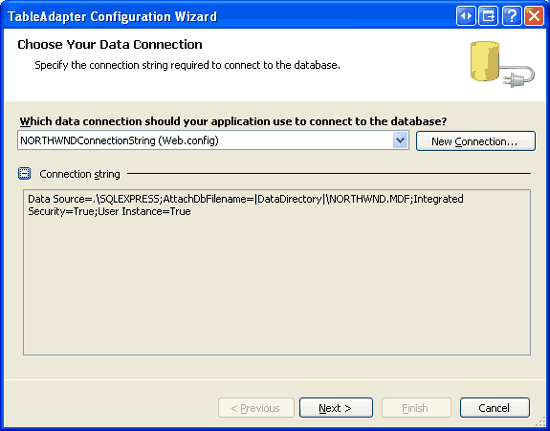 TableAdapter Configuration Wizard
Choose Your Data Connection
Specify the connection string required to connect to the database.
Which data connection should your application use to connect to the database?
NORTHWNDConnectionString (Web.config)
New Connection...
Connection string
Data Source=.\SQLEXPRESS;AttachDbFilename=|DataDirectory|\NORTHWND.MDF;Integrated
Security=True;User Instance=True
< Previous
Next >
Finish
Cancel